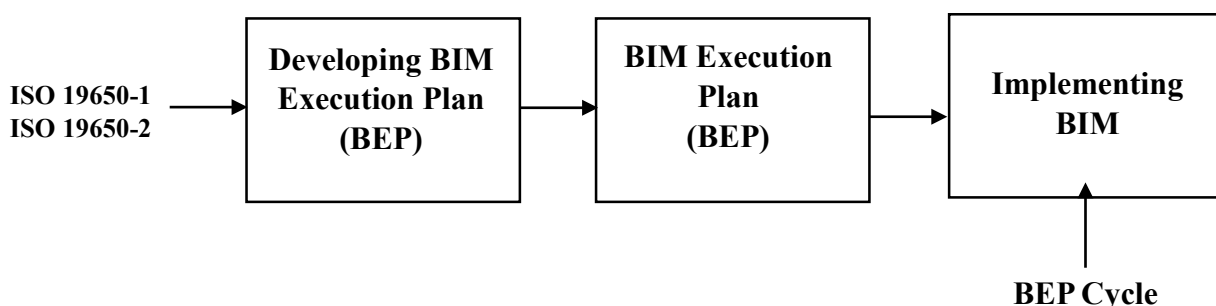 ISO 19650-1
ISO 19650-2
Developing BIM
Execution Plan
(BEP)
BIM Execution
Plan
(BEP)
Implementing
BIM
BEP Cycle